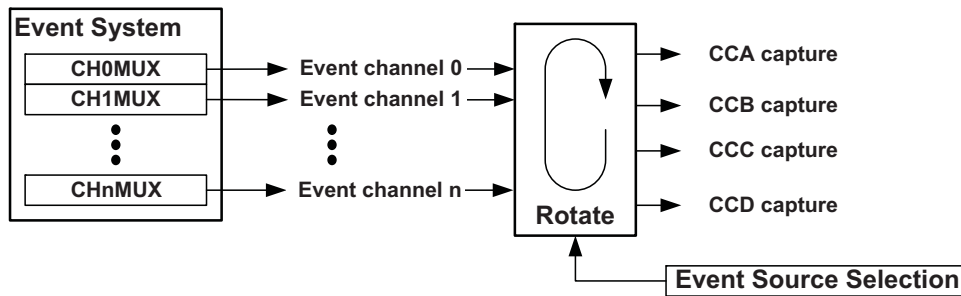 Event System
CH0MUX
CH1MUX
CHnMUX
Event channel 0
Event channel 1
Event channel n
Rotate
CCA capture
CCB capture
CCC capture
CCD capture
Event Source Selection